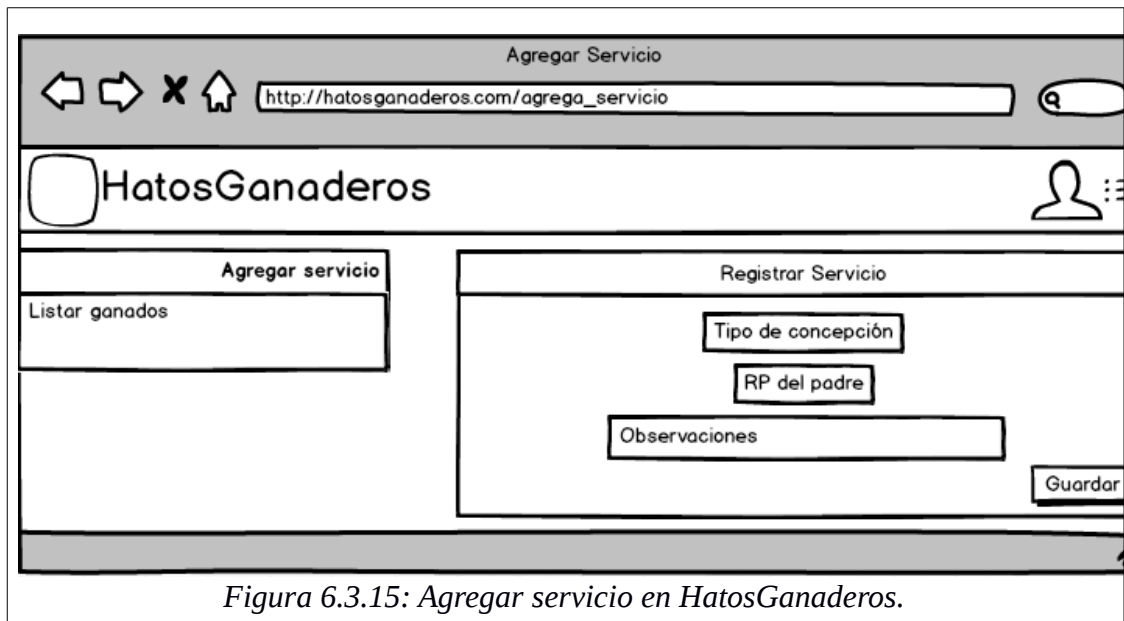 Agregar Servicio
http://hatosganaderos.com/agrega_servicio
HatosGanaderos
Agregar servicio
Listar ganados
Registrar Servicio
Tipo de concepción
RP del padre
Observaciones
Guardar
Figura 6.3.15: Agregar servicio en HatosGanaderos.